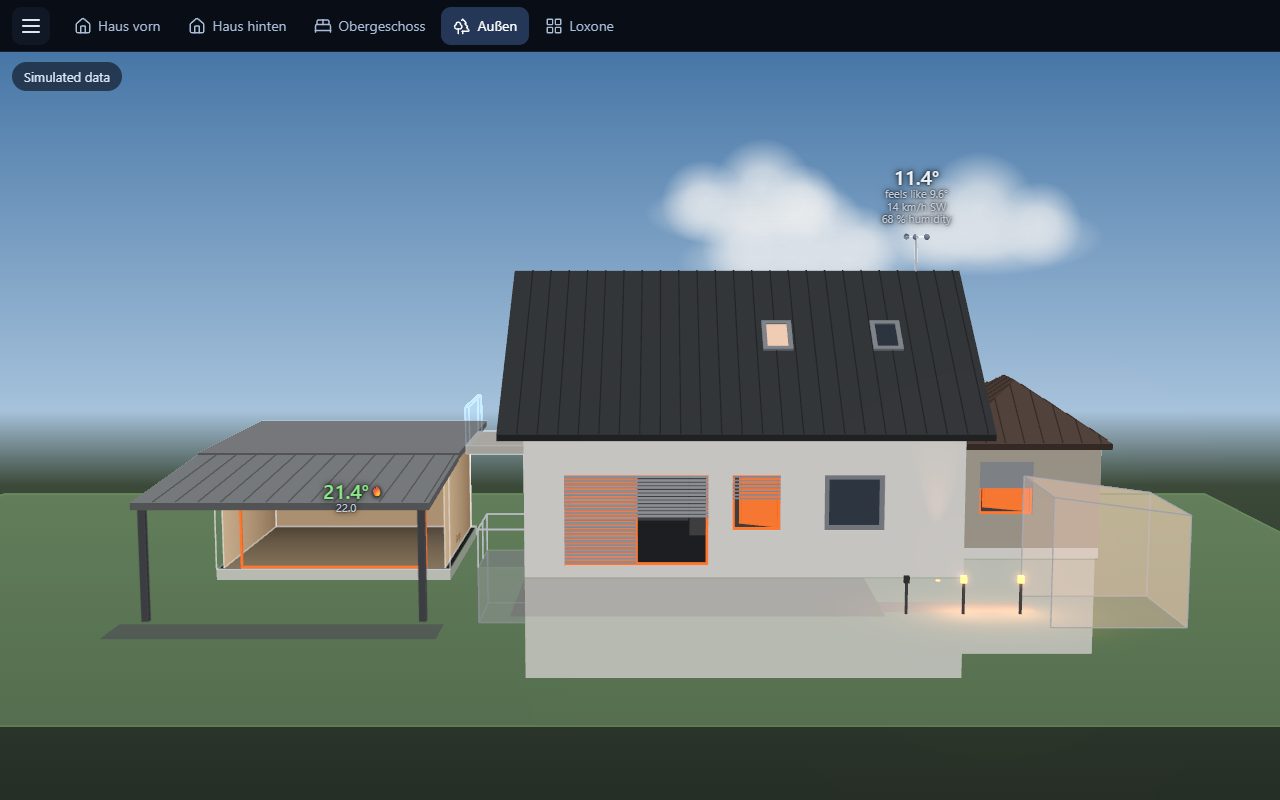 Haus vorn
Haus hinten
Obergeschoss
Außen
Loxone
Simulated data
11.4°
feels like 9.6°
14 km/h SW
68 % humidity
21.4°
22.0